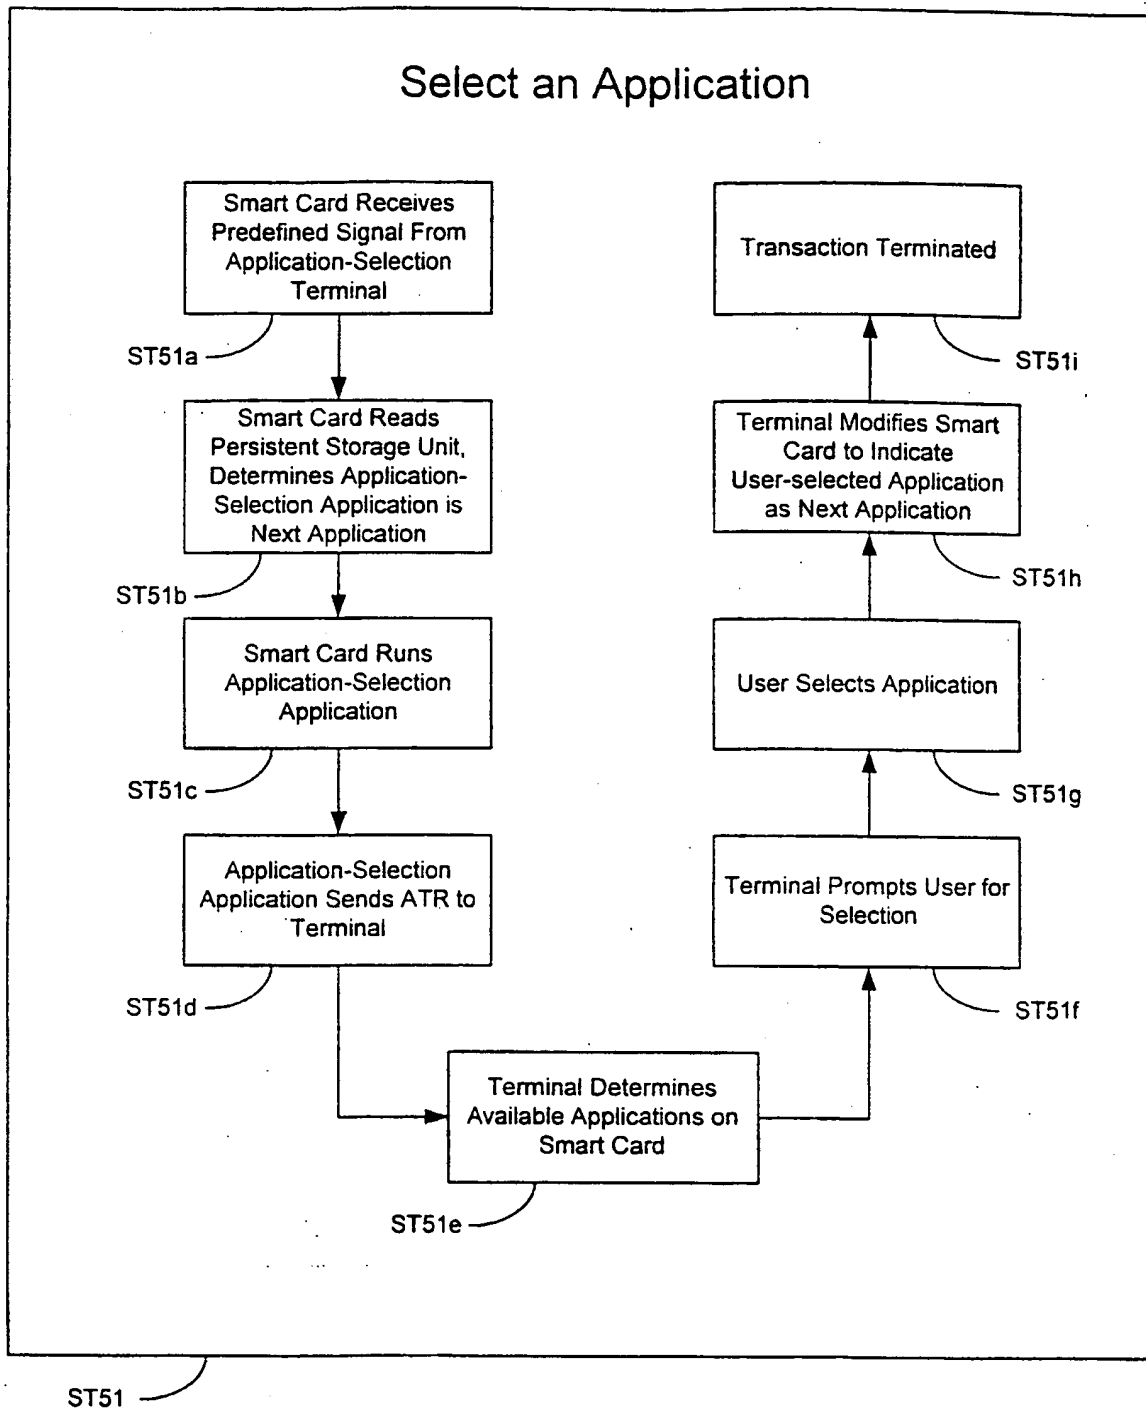 Select an Application
Smart Card Receives
Predefined Signal From
Application-Selection
Terminal
ST51a
Smart Card Reads
Persistent Storage Unit,
Determines Application-
Selection Application is
Next Application
ST51b
Smart Card Runs
Application-Selection
Application
ST51c
Application-Selection
Application Sends ATR to
Terminal
ST51d
Terminal Determines
Available Applications on
Smart Card
ST51e
Terminal Prompts User for
Selection
ST51f
User Selects Application
ST51g
Terminal Modifies Smart
Card to Indicate
User-selected Application
as Next Application
ST51h
Transaction Terminated
ST51i
ST51